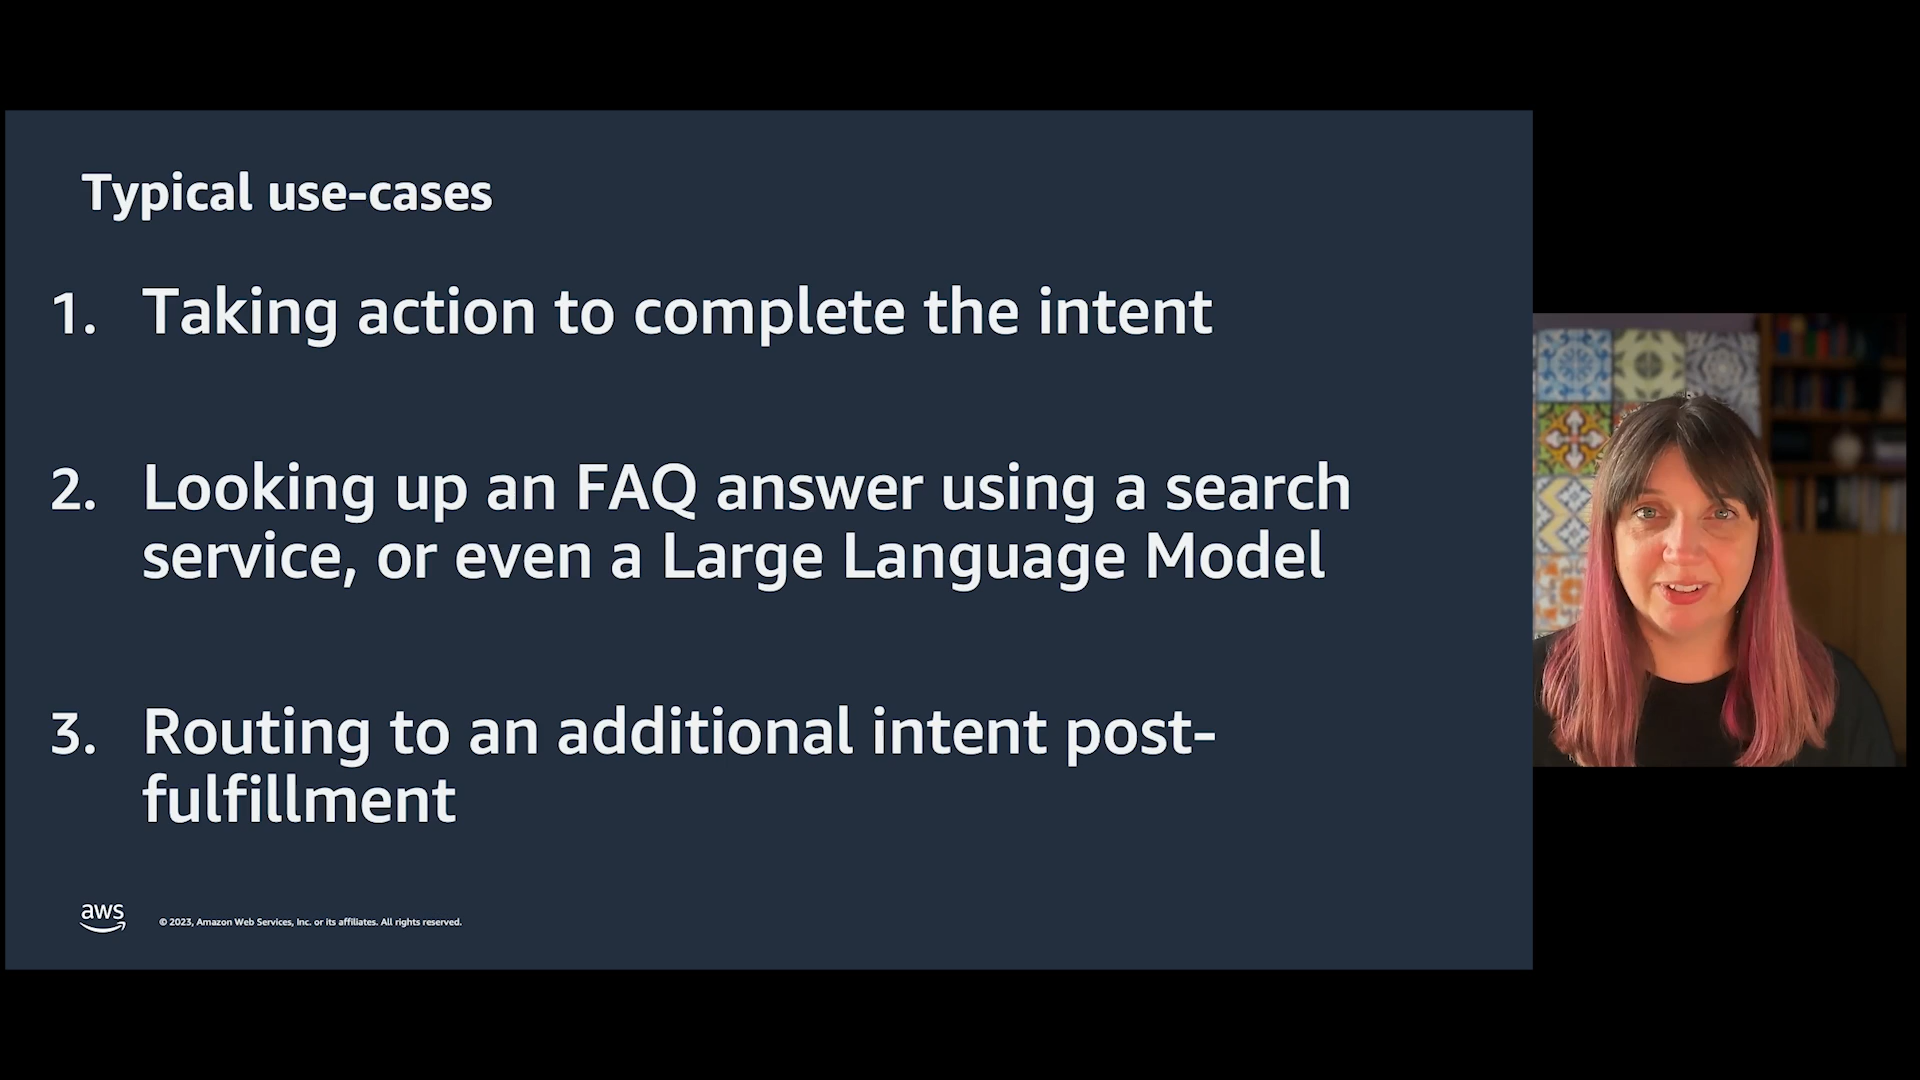 Typical use-cases
1. Taking action to complete the intent
2. Looking up an FAQ answer using a search
service, or even a Large Language Model
3. Routing to an additional intent post-
fulfillment
aws
© 2023, Amazon Web Services, Inc. or its affiliates. All rights reserved.